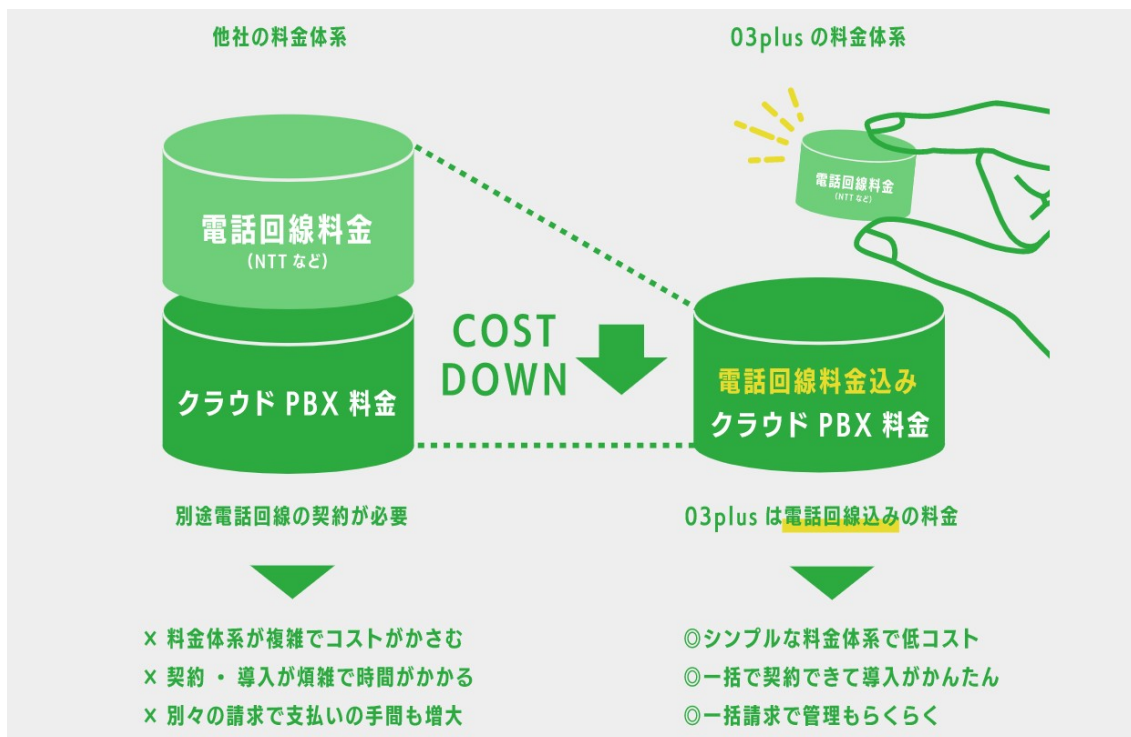 他社の料金体系
03plus の料金体系
電話回線料金
(NTT など)
電話回線料金
(NTT など)
COST
DOWN
クラウド PBX 料金
電話回線料金込み
クラウド PBX 料金
別途電話回線の契約が必要
03plus は電話回線込みの料金
× 料金体系が複雑でコストがかさむ
× 契約 ・ 導入が煩雑で時間がかかる
× 別々の請求で支払いの手間も増大
◎シンプルな料金体系で低コスト
◎一括で契約できて導入がかんたん
◎一括請求で管理もらくらく